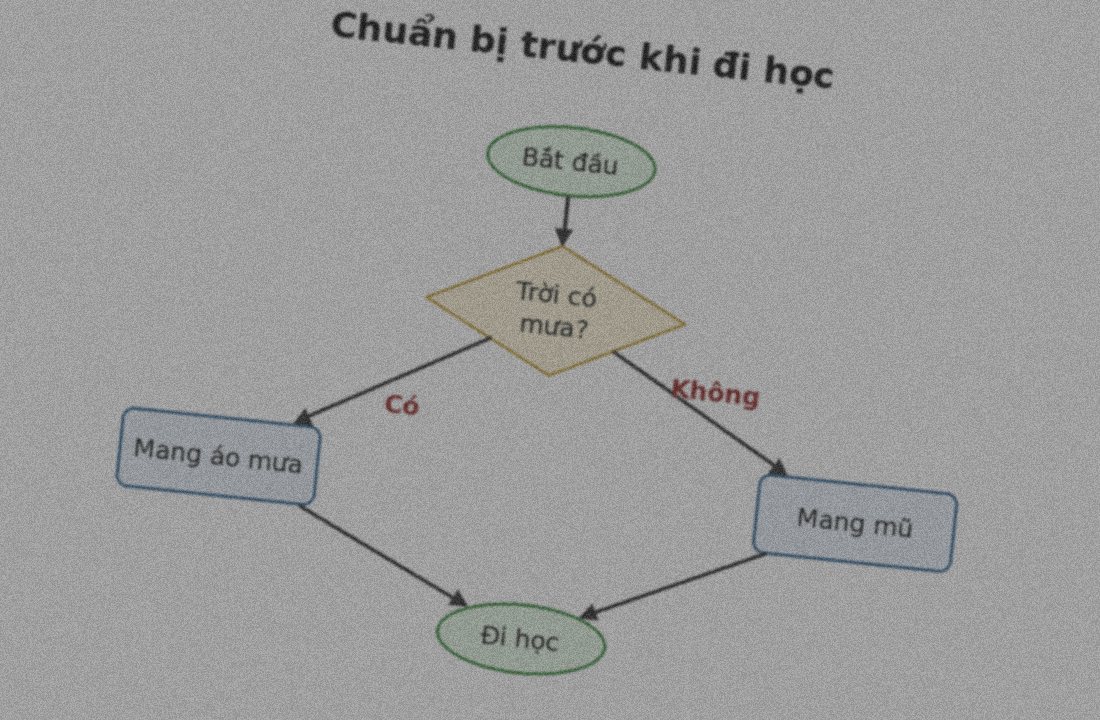 Chuẩn bị trước khi đi học
Bắt đầu
Trời có
mưa?
Có
Không
Mang áo mưa
Mang mũ
Đi học